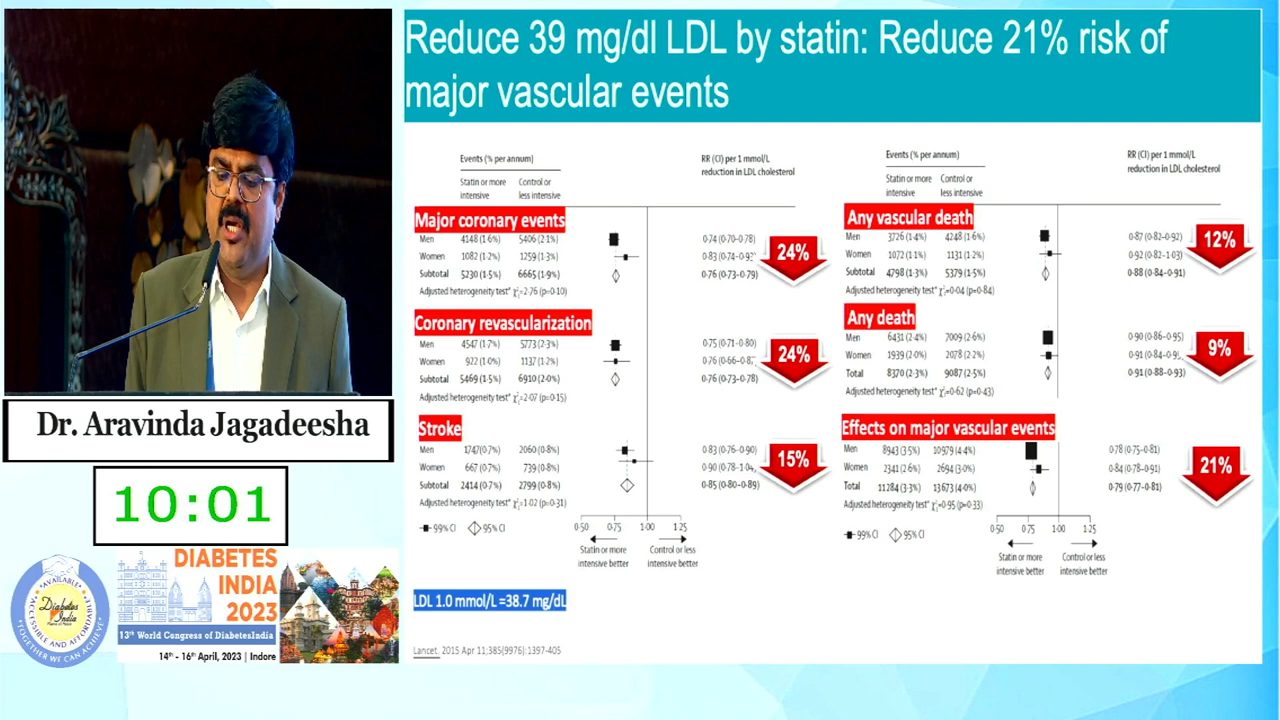 Reduce 39 mg/dl LDL by statin: Reduce 21% risk of
major vascular events
Events (% per annum)
Statin or more
intensive
Control or
less intensive
RR (CI) per 1 mmol/L
reduction in LDL cholesterol
Major coronary events
Men 4148 (1·6%) 5406 (2·1%) 0·74 (0·70–0·78)
Women 1082 (1·2%) 1259 (1·3%) 0·83 (0·74–0·92)
Subtotal 5230 (1·5%) 6665 (1·9%) 0·76 (0·73–0·79)
Adjusted heterogeneity test* χ²₁=2·76 (p=0·10)
24%
Coronary revascularization
Men 4547 (1·7%) 5773 (2·3%) 0·75 (0·71–0·80)
Women 922 (1·0%) 1137 (1·2%) 0·76 (0·66–0·8
Subtotal 5469 (1·5%) 6910 (2·0%) 0·76 (0·73–0·78)
Adjusted heterogeneity test* χ²₁=2·07 (p=0·15)
24%
Stroke
Men 1747(0·7%) 2060 (0·8%) 0·83 (0·76–0·90)
Women 667 (0·7%) 739 (0·8%) 0·90 (0·78–1·04)
Subtotal 2414 (0·7%) 2799 (0·8%) 0·85 (0·80–0·89)
Adjusted heterogeneity test* χ²₁=1·02 (p=0·31)
15%
99% CI 95% CI
0·50 0·75 1·00 1·25
Statin or more
intensive better
Control or less
intensive better
LDL 1.0 mmol/L =38.7 mg/dL
Lancet. 2015 Apr 11;385(9976):1397-405
Events (% per annum)
Statin or more
intensive
Control or
less intensive
RR (CI) per 1 mmol/L
reduction in LDL cholesterol
Any vascular death
Men 3726 (1·4%) 4248 (1·6%) 0·87 (0·82–0·92)
Women 1072 (1·1%) 1131 (1·2%) 0·92 (0·82–1·03)
Subtotal 4798 (1·3%) 5379 (1·5%) 0·88 (0·84–0·91)
Adjusted heterogeneity test* χ²₁=0·04 (p=0·84)
12%
Any death
Men 6431 (2·4%) 7009 (2·6%) 0·90 (0·86–0·95)
Women 1939 (2·0%) 2078 (2·2%) 0·91 (0·84–0·9
Total 8370 (2·3%) 9087 (2·5%) 0·91 (0·88–0·93)
Adjusted heterogeneity test* χ²₁=0·62 (p=0·43)
9%
Effects on major vascular events
Men 8943 (3·5%) 10979 (4·4%) 0·78 (0·75–0·81)
Women 2341 (2·6%) 2694 (3·0%) 0·84 (0·78–0·91)
Total 11284 (3·3%) 13673 (4·0%) 0·79 (0·77–0·81)
Adjusted heterogeneity test* χ²₁=0·95 (p=0·33)
21%
99% CI 95% CI
0·50 0·75 1·00 1·25
Statin or more
intensive better
Control or less
intensive better
Dr. Aravinda Jagadeesha
10:01
AVAILABLE
ACCESSIBLE AND AFFORDABLE
TOGETHER WE CAN ACHIEVE
Diabetes
India
DIABETES
INDIA
2023
13th World Congress of DiabetesIndia
14th - 16th April, 2023 | Indore